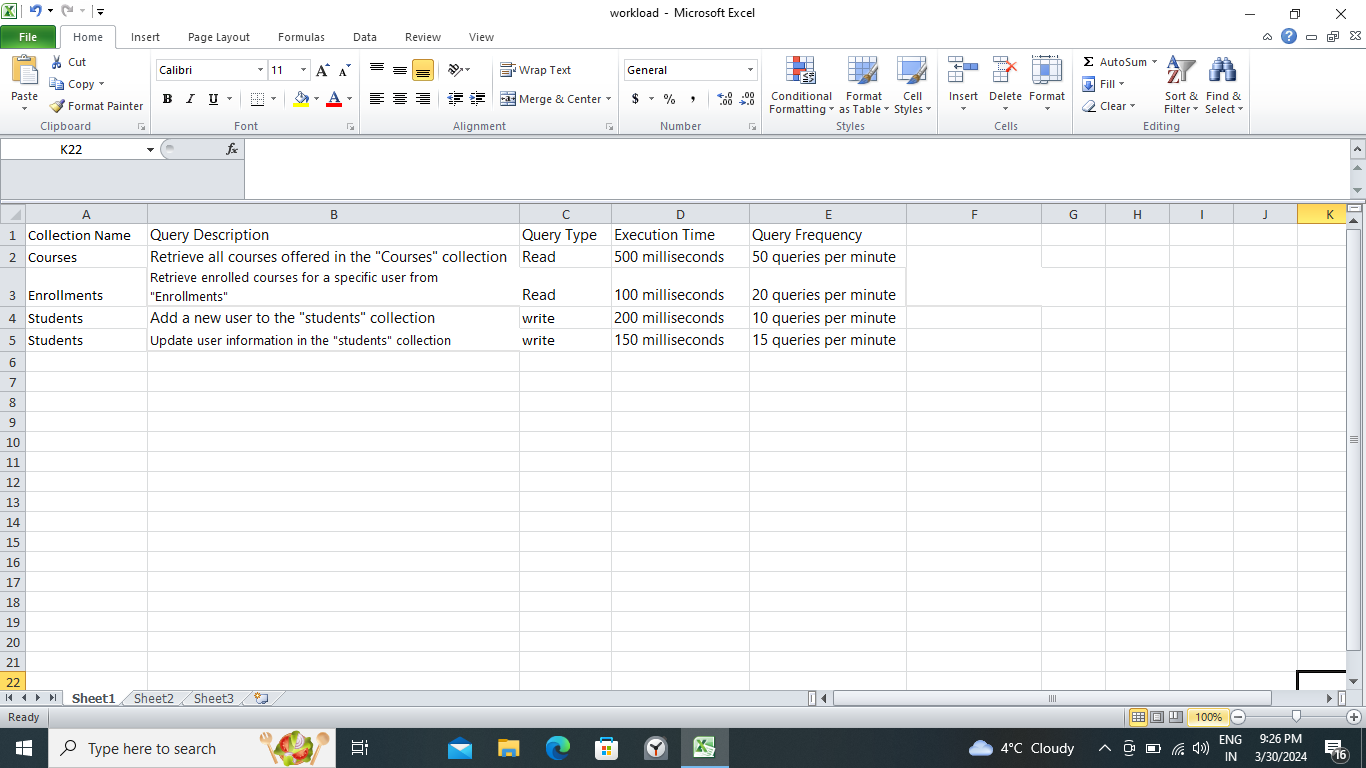 workload - Microsoft Excel
File Home Insert Page Layout Formulas Data Review View
Paste
Cut
Copy
Format Painter
Clipboard
Calibri 11
B I U A
Font
Wrap Text
Merge & Center
Alignment
General
$ % , .0 .00 .00 .0
Number
Conditional Formatting
Format as Table
Cell Styles
Styles
Insert Delete Format
Cells
Σ AutoSum
Fill
Clear
Sort & Filter
Find & Select
Editing
K22 fx
A B C D E F G H I J K
1 Collection Name Query Description Query Type Execution Time Query Frequency
2 Courses Retrieve all courses offered in the "Courses" collection Read 500 milliseconds 50 queries per minute
Retrieve enrolled courses for a specific user from
3 Enrollments "Enrollments" Read 100 milliseconds 20 queries per minute
4 Students Add a new user to the "students" collection write 200 milliseconds 10 queries per minute
5 Students Update user information in the "students" collection write 150 milliseconds 15 queries per minute
6
7
8
9
10
11
12
13
14
15
16
17
18
19
20
21
22
Sheet1 Sheet2 Sheet3
Ready 100%
Type here to search
4°C Cloudy
ENG
IN
9:26 PM
3/30/2024
16